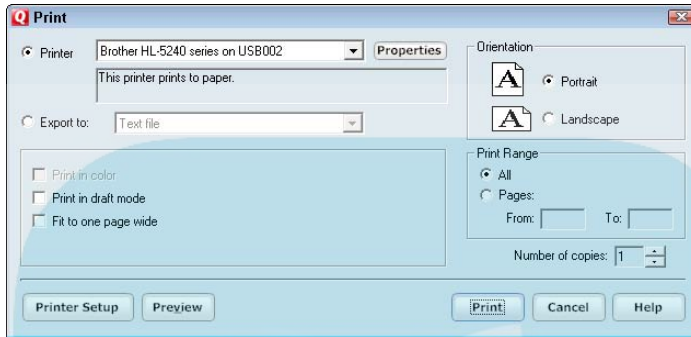 Print
Printer
Brother HL-5240 series on USB002
Properties
This printer prints to paper.
Export to:
Text file
Print in color
Print in draft mode
Fit to one page wide
Orientation
A
Portrait
A
Landscape
Print Range
All
Pages:
From:
To:
Number of copies:
1
Printer Setup
Preview
Print
Cancel
Help